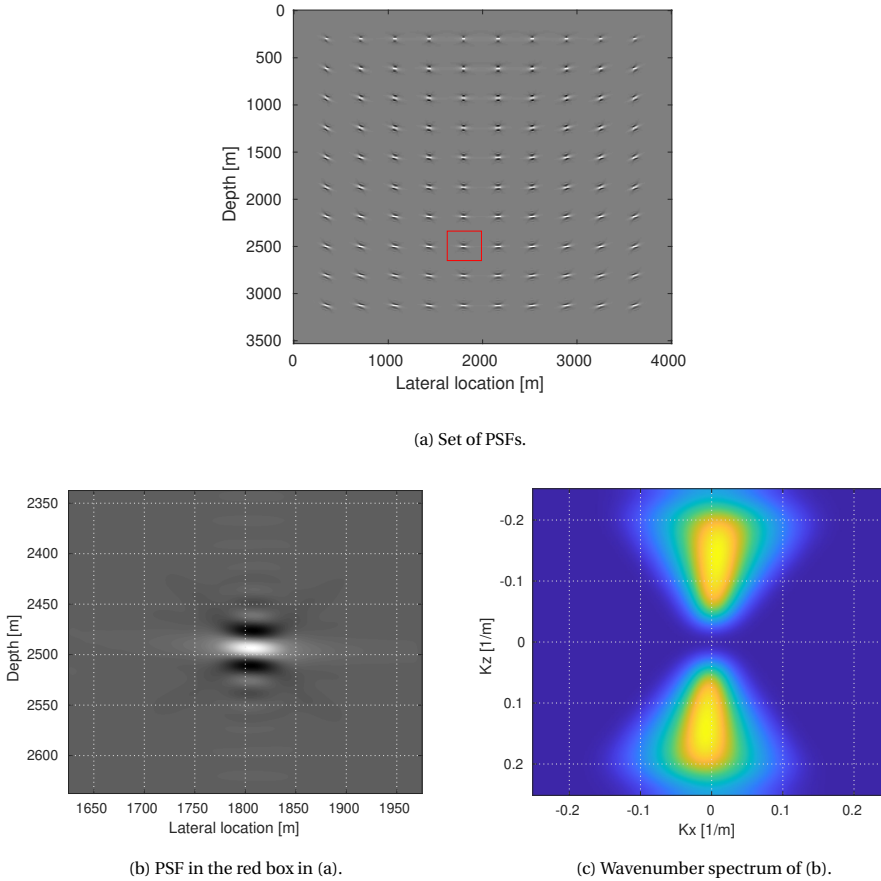 0
500
1000
1500
2000
2500
3000
3500
Depth [m]
0 1000 2000 3000 4000
Lateral location [m]
(a) Set of PSFs.
2350
2400
2450
2500
2550
2600
Depth [m]
1650 1700 1750 1800 1850 1900 1950
Lateral location [m]
(b) PSF in the red box in (a).
-0.2
-0.1
0
0.1
0.2
Kz [1/m]
-0.2 -0.1 0 0.1 0.2
Kx [1/m]
(c) Wavenumber spectrum of (b).